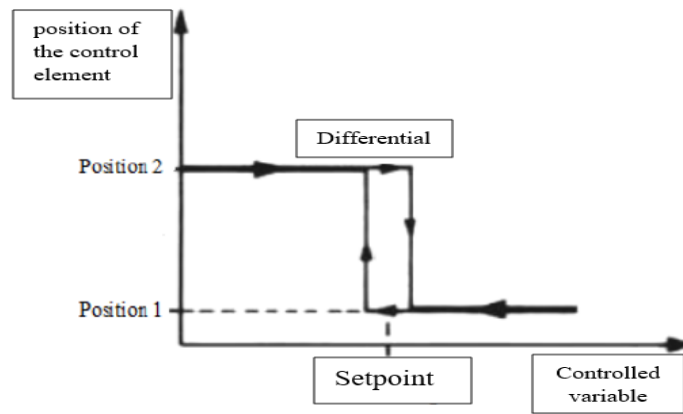 position of
the control
element
Differential
Position 2
Position 1
Setpoint
Controlled
variable